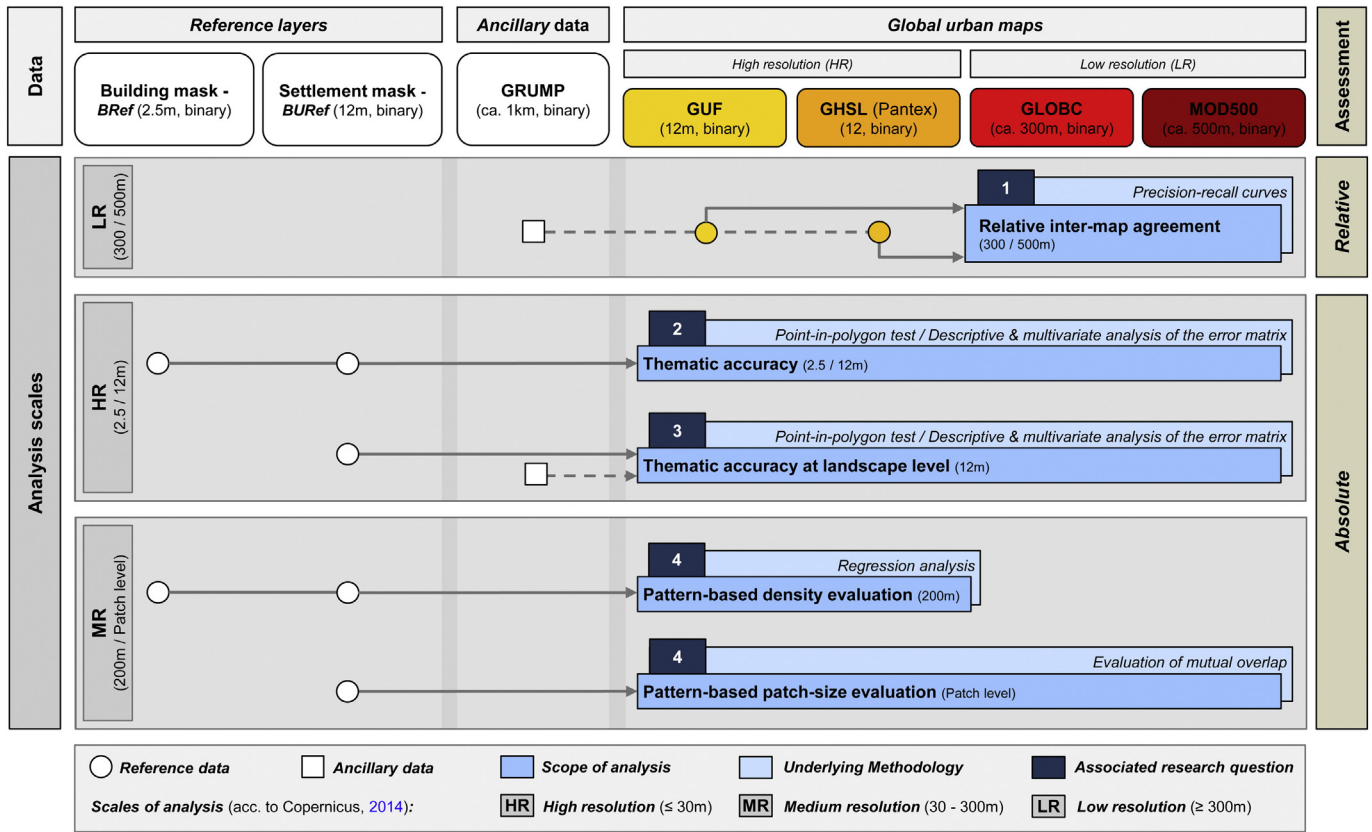 Data
Reference layers
Ancillary data
Global urban maps
Assessment
High resolution (HR)
Low resolution (LR)
Building mask -
BRef (2.5m, binary)
Settlement mask -
BURef (12m, binary)
GRUMP
(ca. 1km, binary)
GUF
(12m, binary)
GHSL (Pantex)
(12, binary)
GLOBC
(ca. 300m, binary)
MOD500
(ca. 500m, binary)
Analysis scales
LR
(300 / 500m)
1
Precision-recall curves
Relative inter-map agreement
(300 / 500m)
Relative
HR
(2.5 / 12m)
2
Point-in-polygon test / Descriptive & multivariate analysis of the error matrix
Thematic accuracy (2.5 / 12m)
3
Point-in-polygon test / Descriptive & multivariate analysis of the error matrix
Thematic accuracy at landscape level (12m)
Absolute
MR
(200m / Patch level)
4
Regression analysis
Pattern-based density evaluation (200m)
4
Evaluation of mutual overlap
Pattern-based patch-size evaluation (Patch level)
Reference data
Ancillary data
Scope of analysis
Underlying Methodology
Associated research question
Scales of analysis (acc. to Copernicus, 2014):
HR High resolution (≤ 30m)
MR Medium resolution (30 - 300m)
LR Low resolution (≥ 300m)